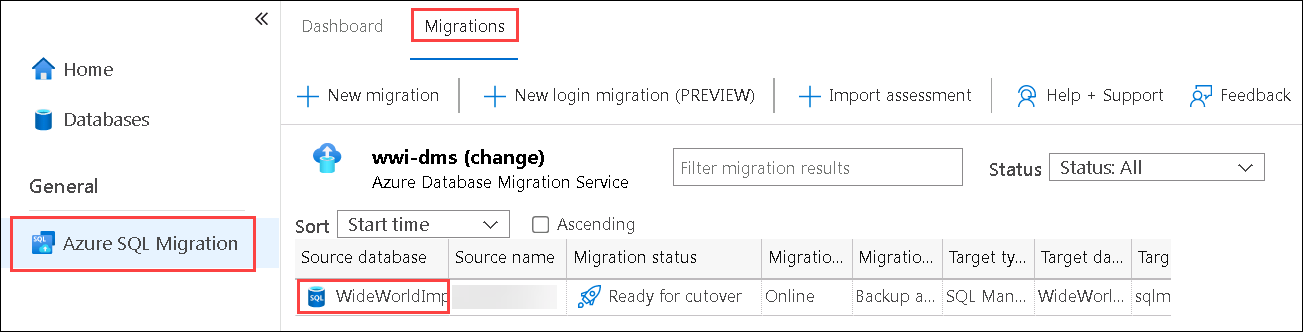 «
Home
Databases
General
Azure SQL Migration
Dashboard
Migrations
New migration
New login migration (PREVIEW)
Import assessment
Help + Support
Feedback
wwi-dms (change)
Azure Database Migration Service
Filter migration results
Status
Status: All
Sort
Start time
Ascending
Source database Source name Migration status Migratio... Migratio... Target ty... Target da... Targ
SQL WideWorldImp Ready for cutover Online Backup a... SQL Man... WideWorl... sqlm